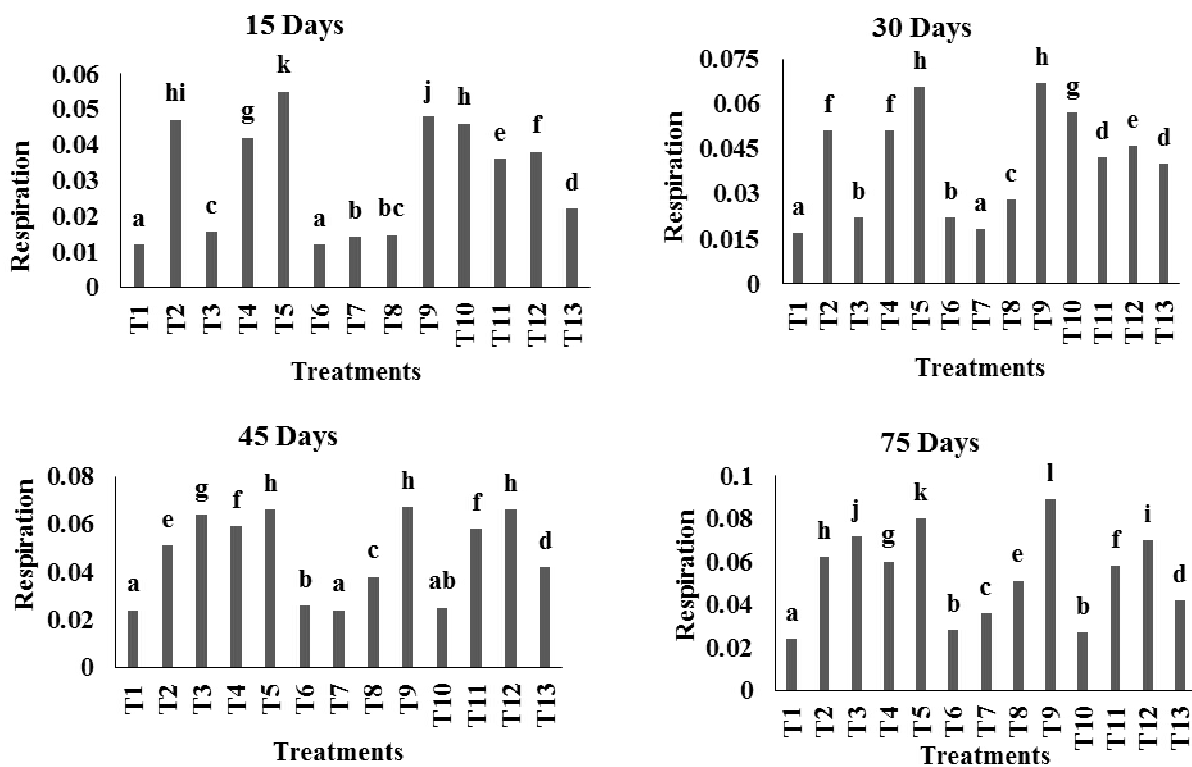 15 Days
0.06
0.05
0.04
0.03
0.02
0.01
0
Respiration
a
hi
c
g
k
a
b
bc
j
h
e
f
d
T1
T2
T3
T4
T5
T6
T7
T8
T9
T10
T11
T12
T13
Treatments
30 Days
0.075
0.06
0.045
0.03
0.015
0
Respiration
a
f
b
f
h
b
a
c
h
g
d
e
d
T1
T2
T3
T4
T5
T6
T7
T8
T9
T10
T11
T12
T13
Treatments
45 Days
0.08
0.06
0.04
0.02
0
Respiration
a
e
g
f
h
b
a
c
h
ab
f
h
d
T1
T2
T3
T4
T5
T6
T7
T8
T9
T10
T11
T12
T13
Treatments
75 Days
0.1
0.08
0.06
0.04
0.02
0
Respiration
a
h
j
g
k
b
c
e
l
b
f
i
d
T1
T2
T3
T4
T5
T6
T7
T8
T9
T10
T11
T12
T13
Treatments